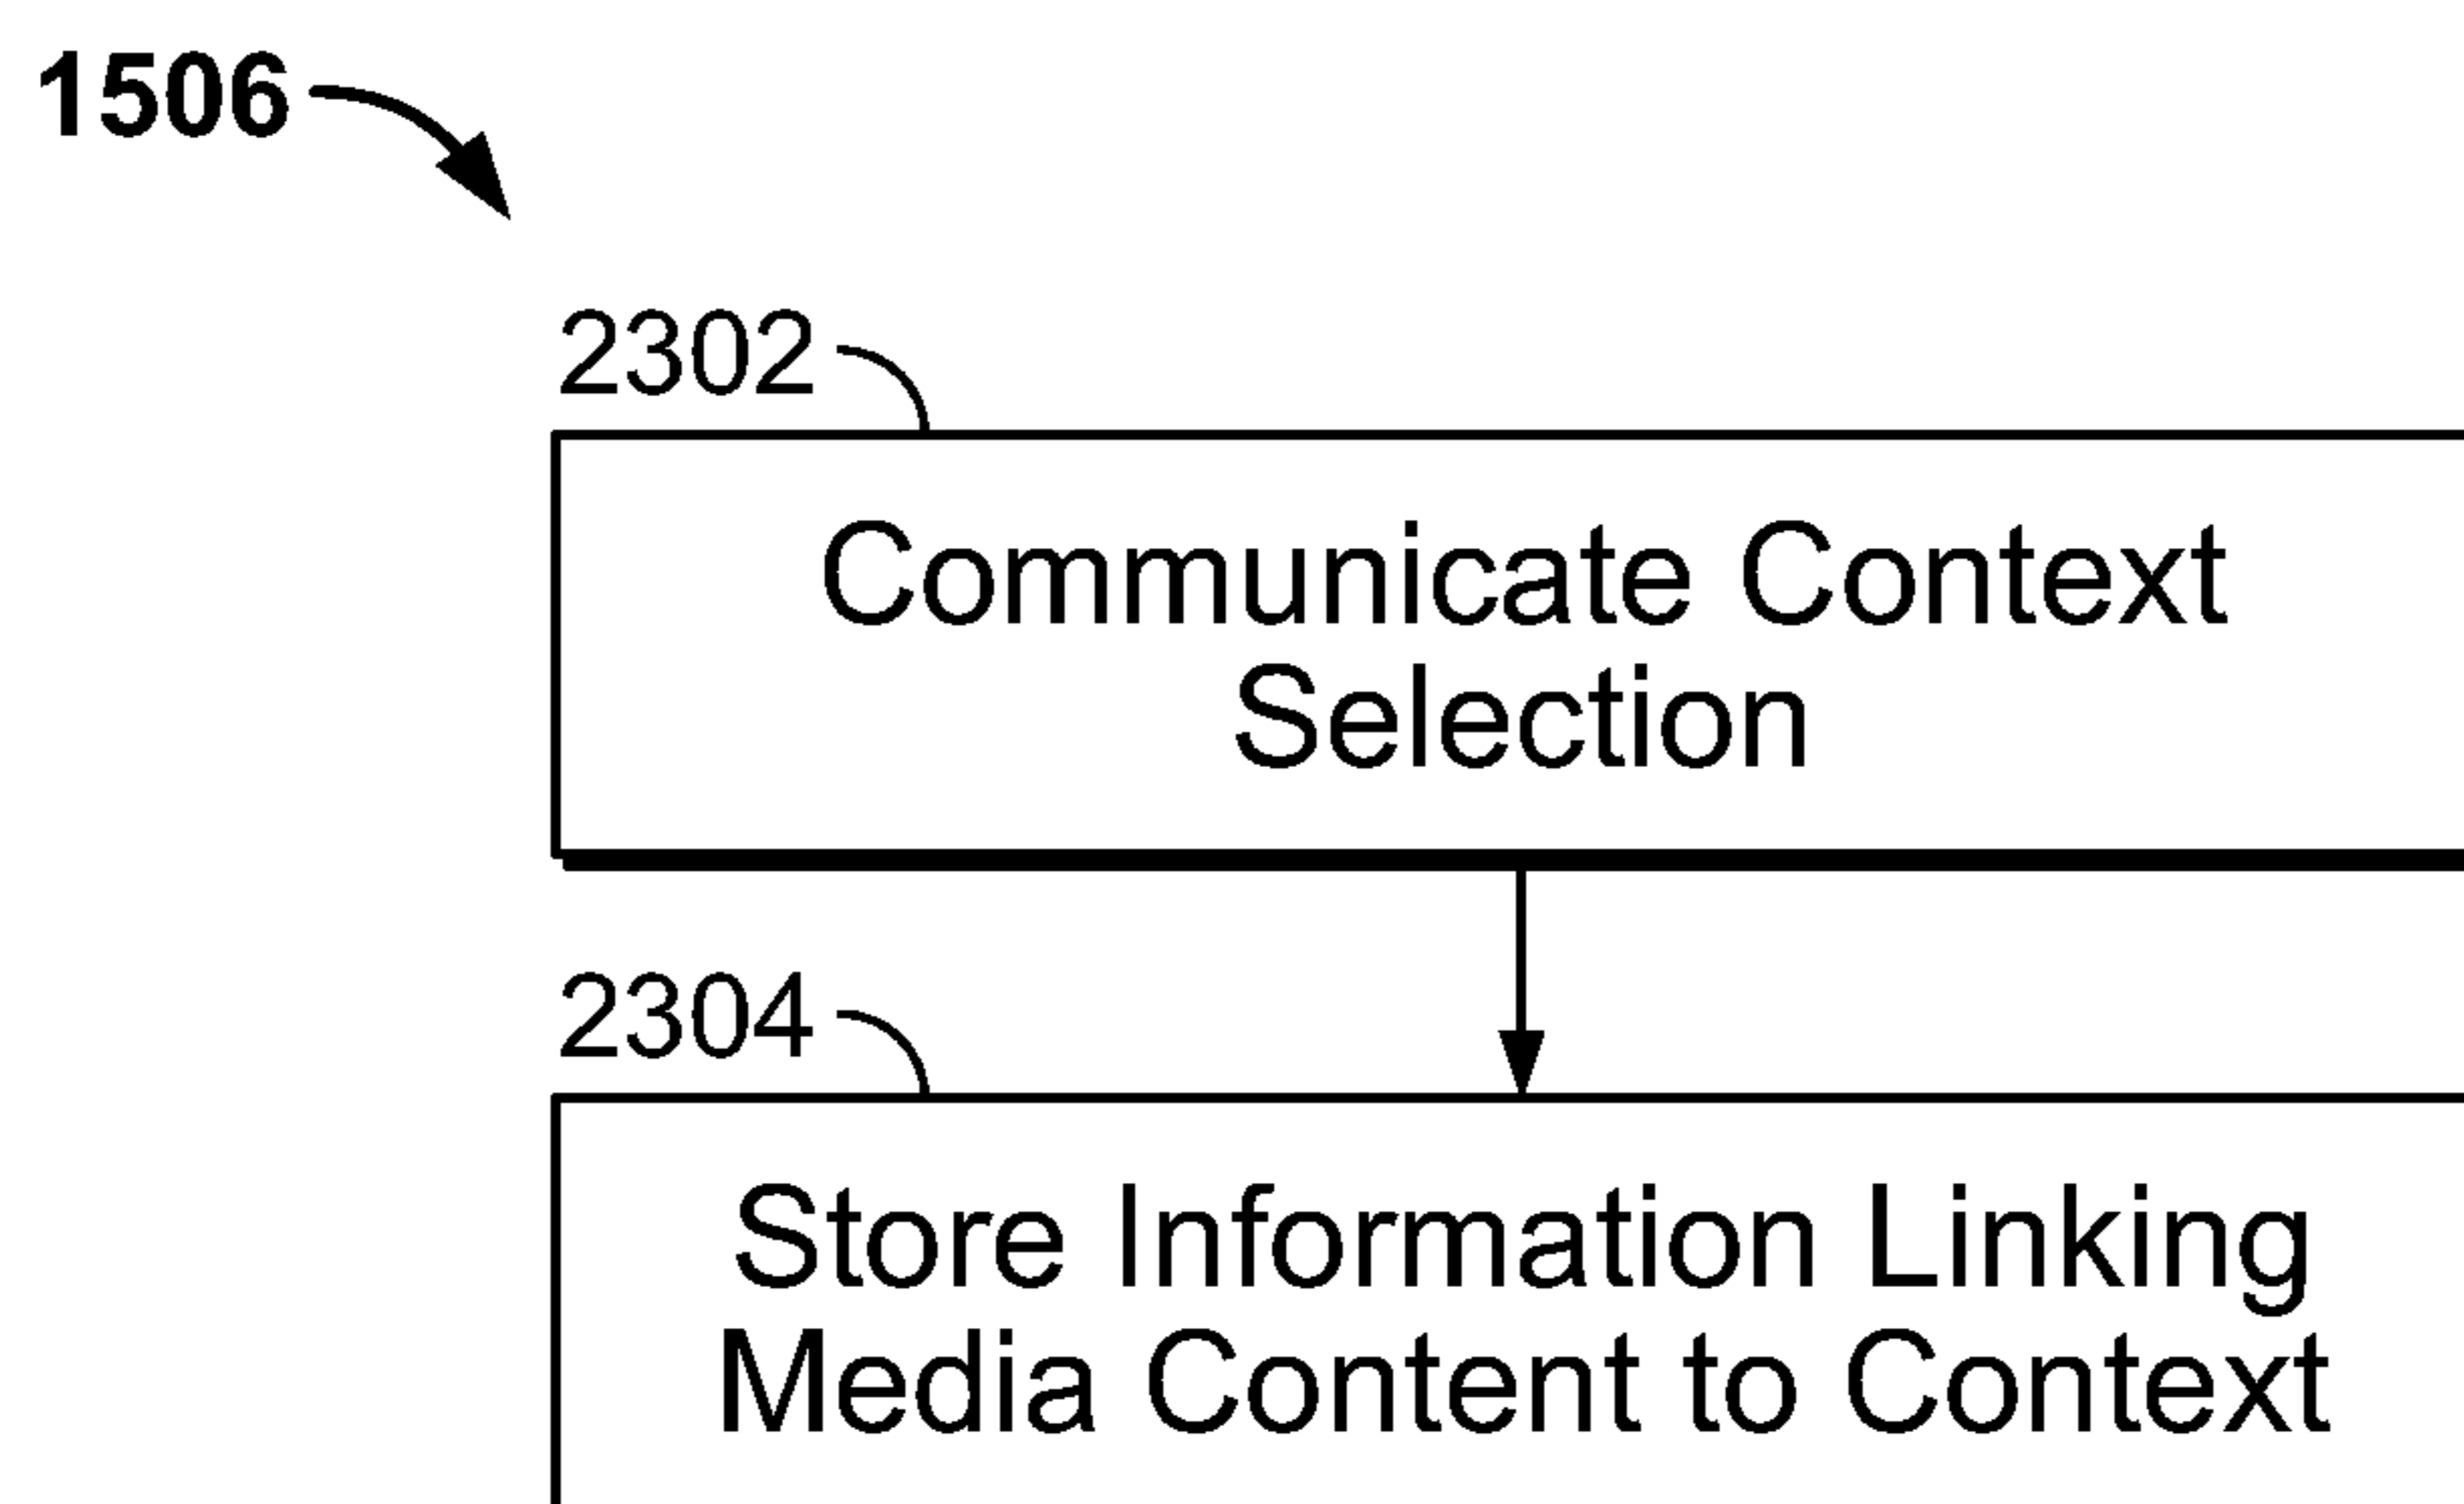 1506
2302
Communicate Context
Selection
2304
Store Information Linking
Media Content to Context